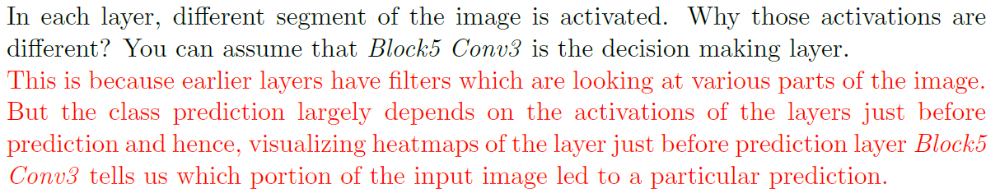 In each layer, different segment of the image is activated. Why those activations are
different? You can assume that Block5 Conv3 is the decision making layer.
This is because earlier layers have filters which are looking at various parts of the image.
But the class prediction largely depends on the activations of the layers just before
prediction and hence, visualizing heatmaps of the layer just before prediction layer Block5
Conv3 tells us which portion of the input image led to a particular prediction.